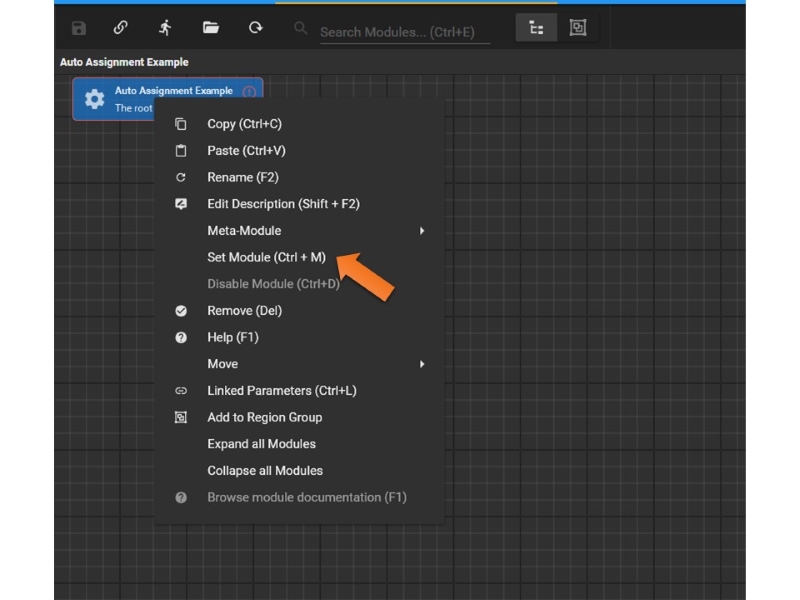 Search Modules... (Ctrl+E)
Auto Assignment Example
Auto Assignment Example
The root
Copy (Ctrl+C)
Paste (Ctrl+V)
Rename (F2)
Edit Description (Shift + F2)
Meta-Module
Set Module (Ctrl + M)
Disable Module (Ctrl+D)
Remove (Del)
Help (F1)
Move
Linked Parameters (Ctrl+L)
Add to Region Group
Expand all Modules
Collapse all Modules
Browse module documentation (F1)